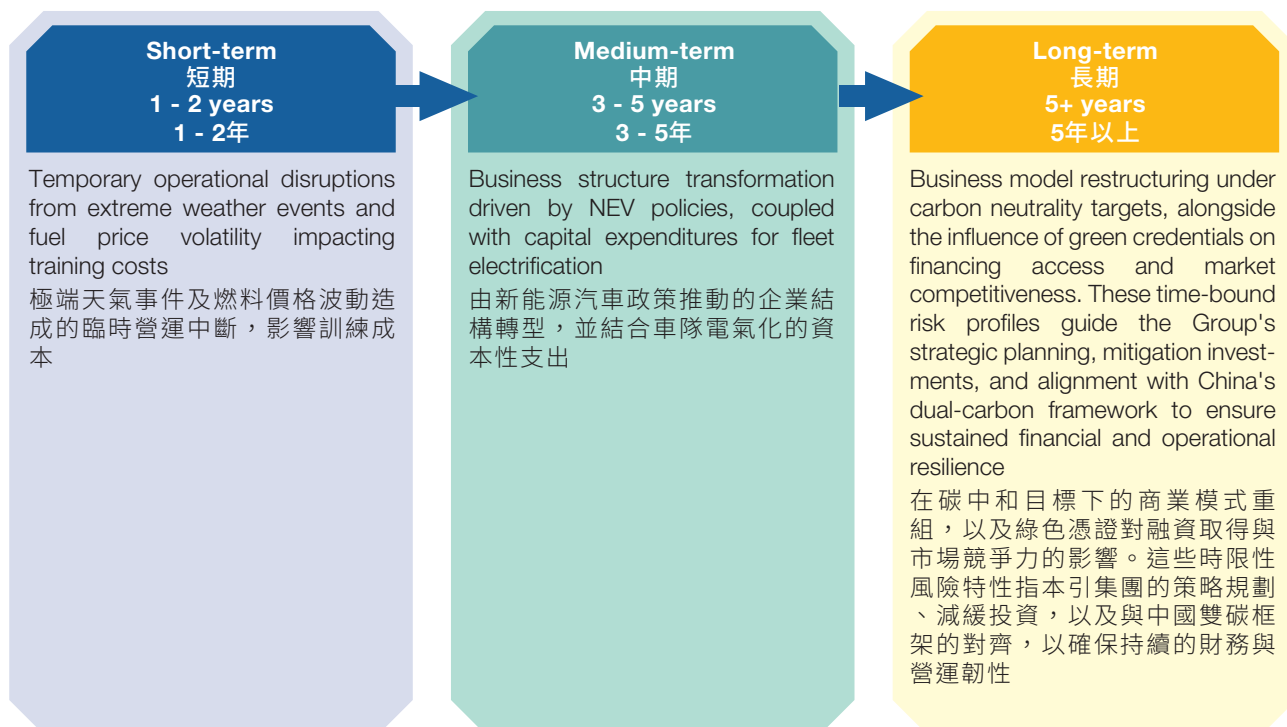 Short-term
短期
1 - 2 years
1 - 2年
Temporary operational disruptions
from extreme weather events and
fuel price volatility impacting
training costs
極端天氣事件及燃料價格波動造
成的臨時營運中斷，影響訓練成
本
Medium-term
中期
3 - 5 years
3 - 5年
Business structure transformation
driven by NEV policies, coupled
with capital expenditures for fleet
electrification
由新能源汽車政策推動的企業結
構轉型，並結合車隊電氣化的資
本性支出
Long-term
長期
5+ years
5年以上
Business model restructuring under
carbon neutrality targets, alongside
the influence of green credentials on
financing access and market
competitiveness. These time-bound
risk profiles guide the Group's
strategic planning, mitigation invest-
ments, and alignment with China's
dual-carbon framework to ensure
sustained financial and operational
resilience
在碳中和目標下的商業模式重
組，以及綠色憑證對融資取得與
市場競爭力的影響。這些時限性
風險特性指本引集團的策略規劃
、減緩投資，以及與中國雙碳框
架的對齊，以確保持續的財務與
營運韌性